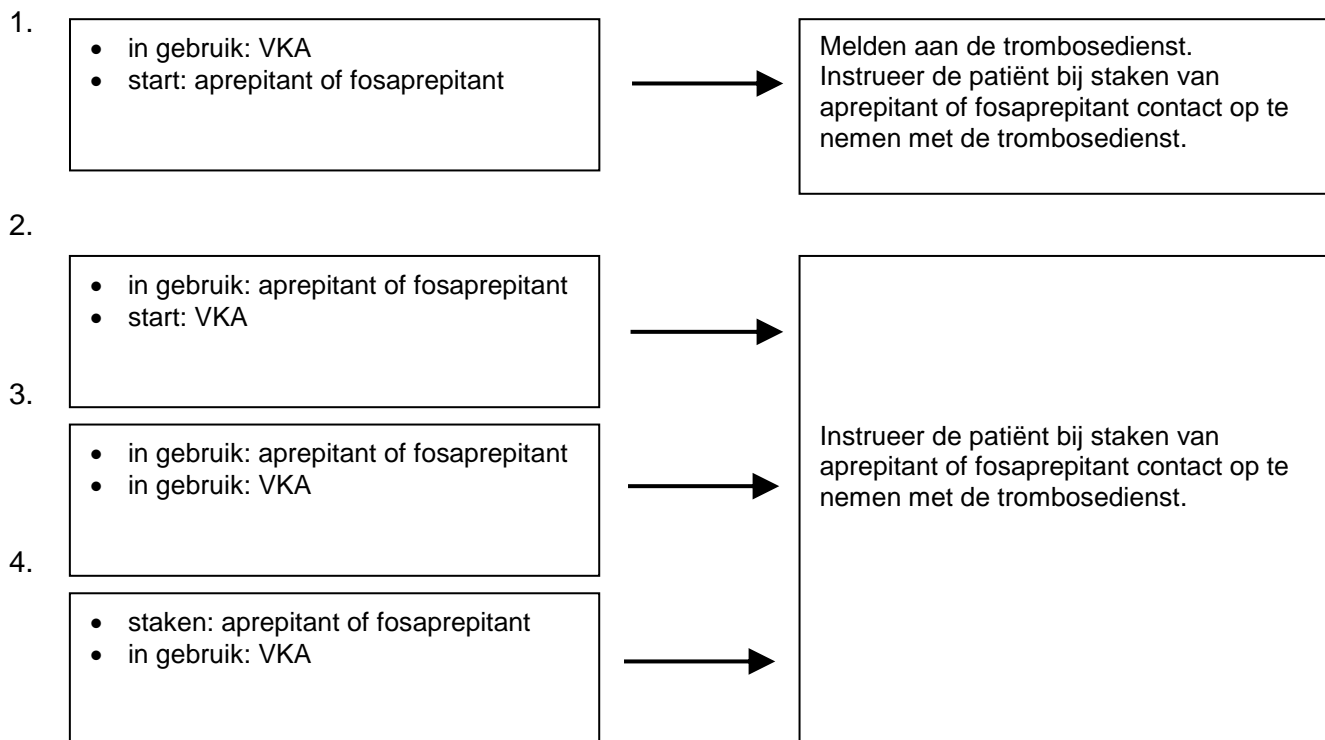 1.
• in gebruik: VKA
• start: aprepitant of fosaprepitant
Melden aan de trombosedienst.
Instrueer de patiënt bij staken van
aprepitant of fosaprepitant contact op te
nemen met de trombosedienst.
2.
• in gebruik: aprepitant of fosaprepitant
• start: VKA
3.
• in gebruik: aprepitant of fosaprepitant
• in gebruik: VKA
Instrueer de patiënt bij staken van
aprepitant of fosaprepitant contact op te
nemen met de trombosedienst.
4.
• staken: aprepitant of fosaprepitant
• in gebruik: VKA